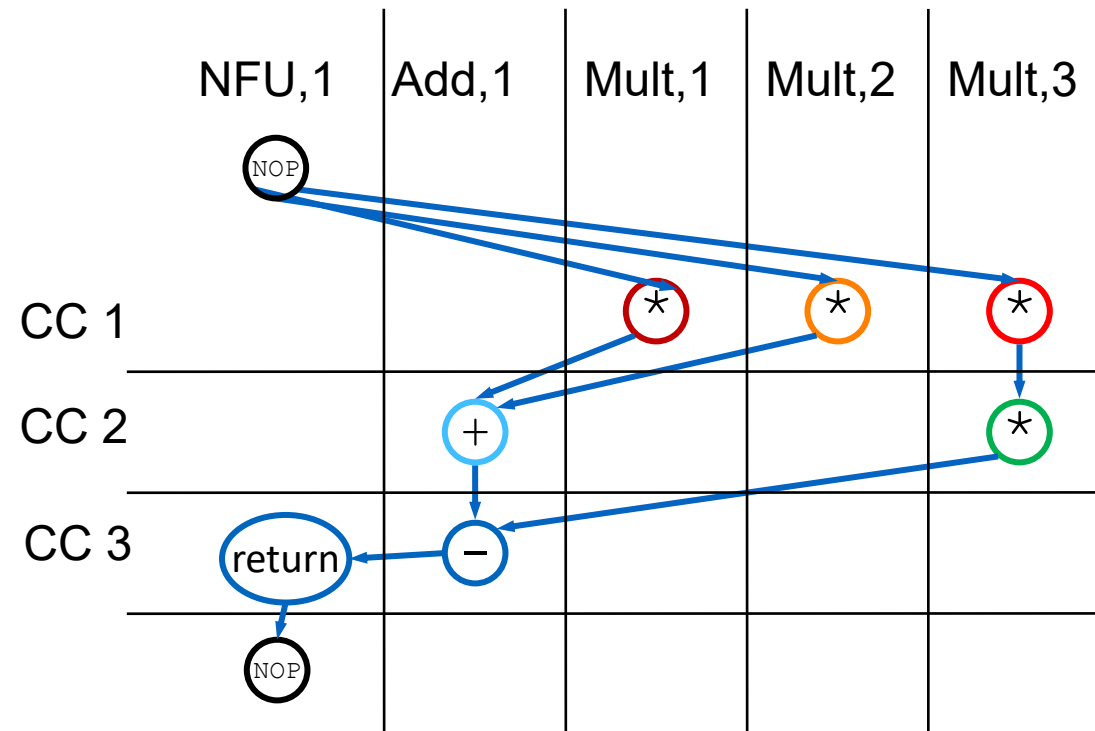 NFU,1 Add,1 Mult,1 Mult,2 Mult,3
NOP
CC 1 * * *
CC 2 + *
CC 3 return −
NOP